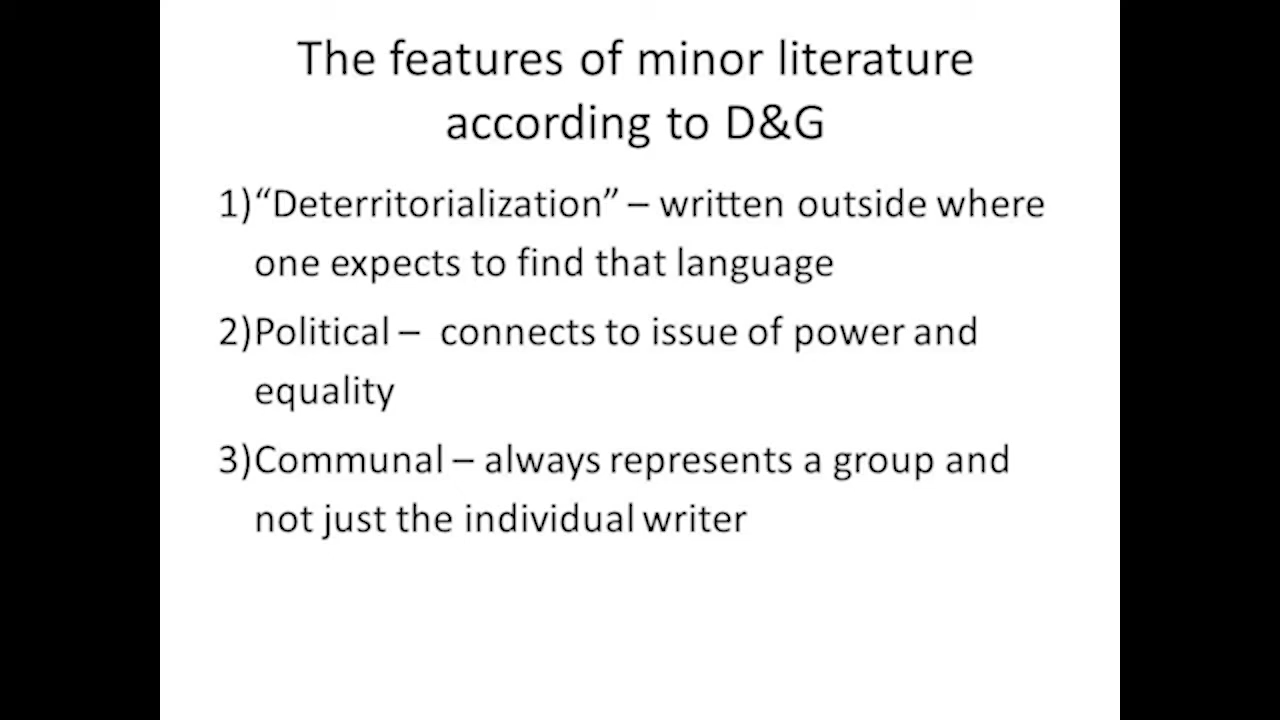 The features of minor literature
according to D&G
1)“Deterritorialization” – written outside where
one expects to find that language
2)Political – connects to issue of power and
equality
3)Communal – always represents a group and
not just the individual writer